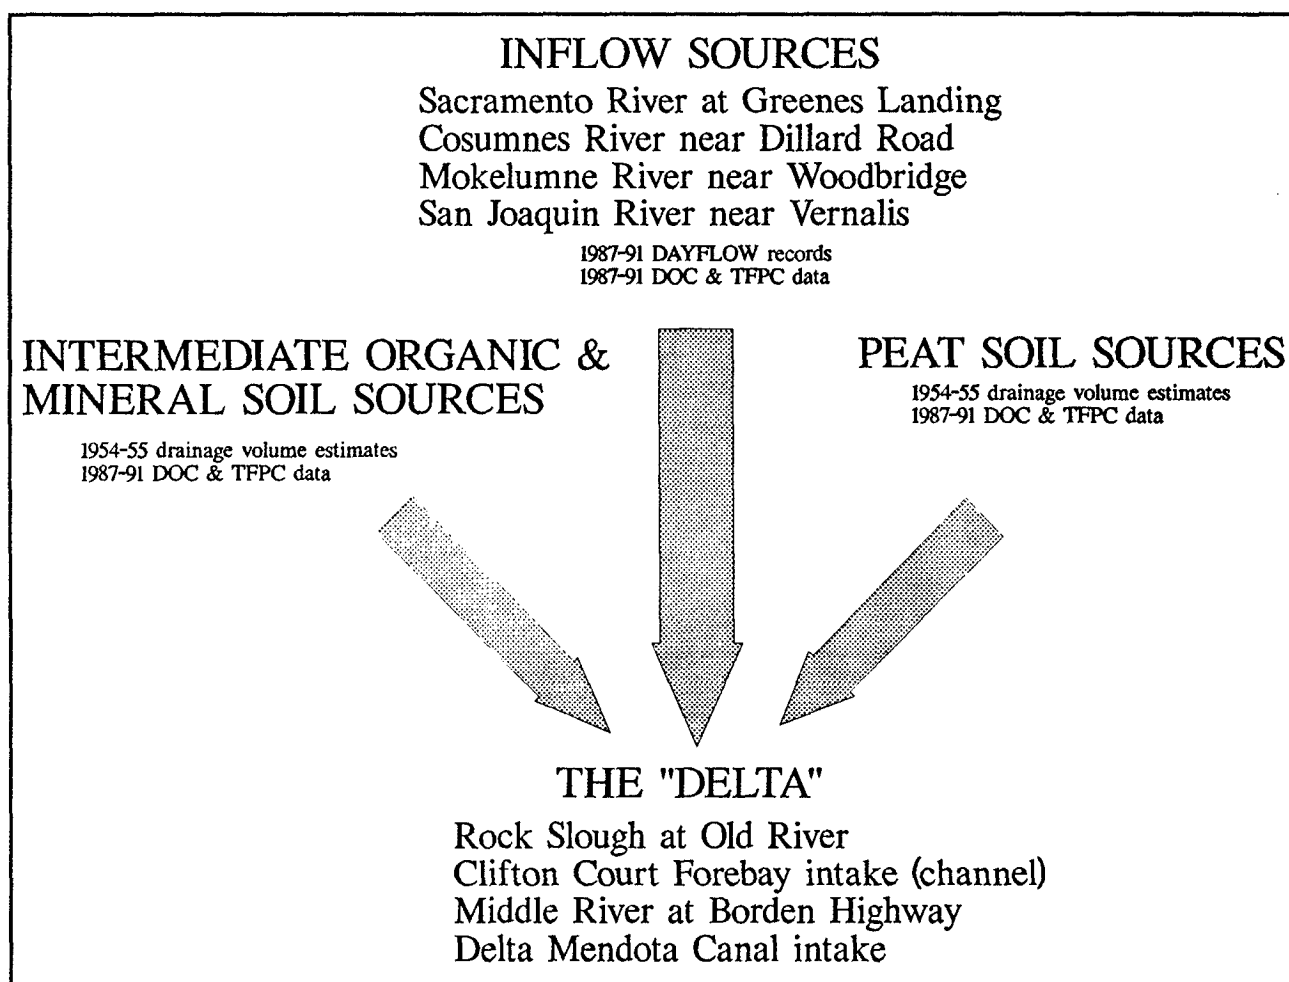 INFLOW SOURCES
Sacramento River at Greenes Landing
Cosumnes River near Dillard Road
Mokelumne River near Woodbridge
San Joaquin River near Vernalis
1987-91 DAYFLOW records
1987-91 DOC & TFPC data
INTERMEDIATE ORGANIC &
MINERAL SOIL SOURCES
1954-55 drainage volume estimates
1987-91 DOC & TFPC data
PEAT SOIL SOURCES
1954-55 drainage volume estimates
1987-91 DOC & TFPC data
THE "DELTA"
Rock Slough at Old River
Clifton Court Forebay intake (channel)
Middle River at Borden Highway
Delta Mendota Canal intake